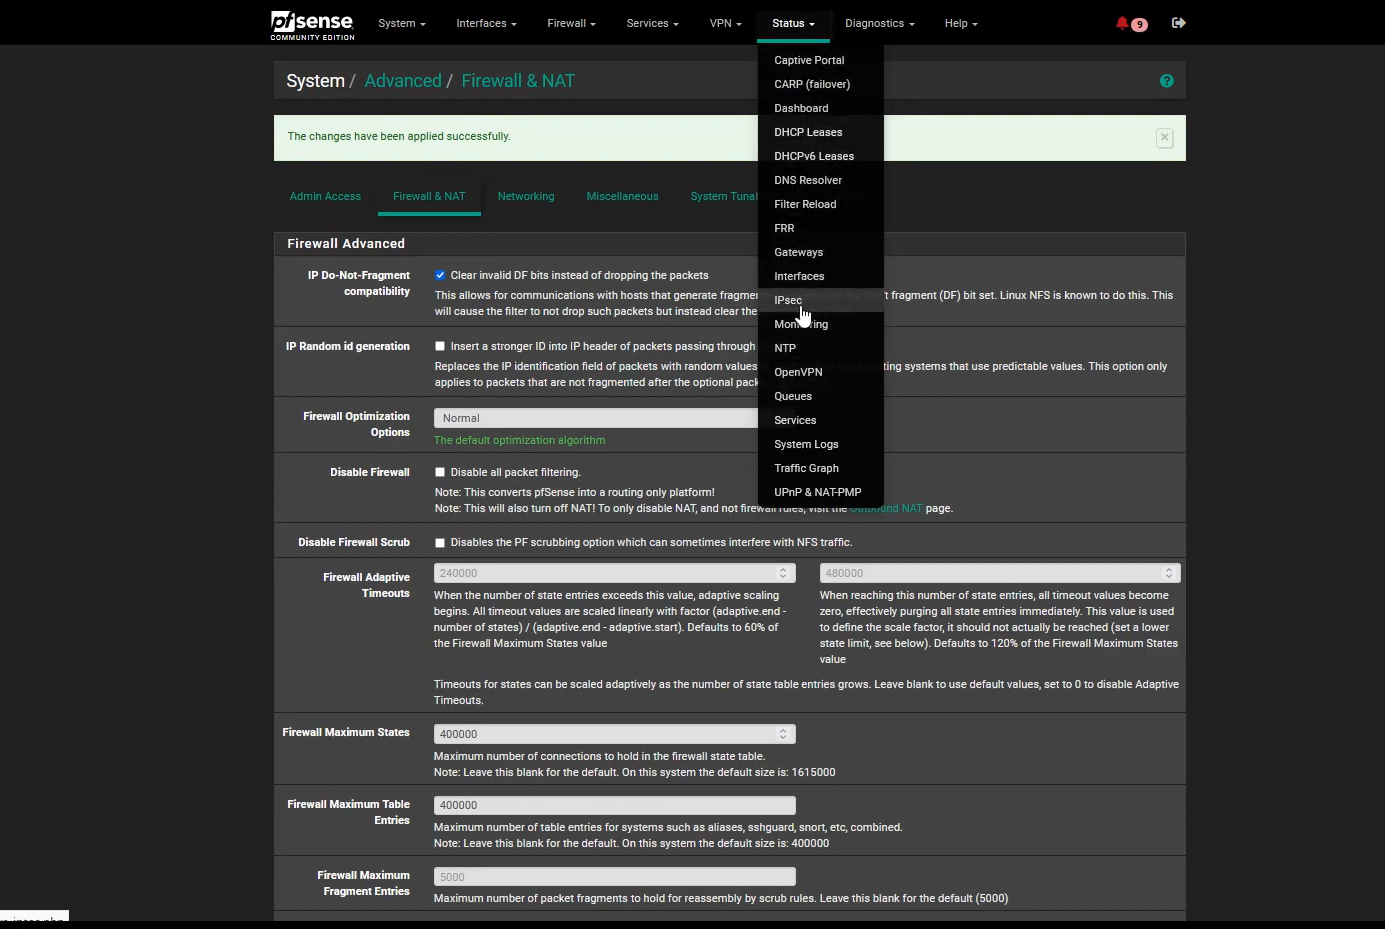 pfsense
COMMUNITY EDITION
System
Interfaces
Firewall
Services
VPN
Status
Diagnostics
Help
9
System / Advanced / Firewall & NAT
The changes have been applied successfully.
Admin Access
Firewall & NAT
Networking
Miscellaneous
System Tunab
Captive Portal
CARP (failover)
Dashboard
DHCP Leases
DHCPv6 Leases
DNS Resolver
Filter Reload
FRR
Gateways
Interfaces
IPsec
Monitoring
NTP
OpenVPN
Queues
Services
System Logs
Traffic Graph
UPnP & NAT-PMP
Firewall Advanced
IP Do-Not-Fragment
compatibility
Clear invalid DF bits instead of dropping the packets
This allows for communications with hosts that generate fragmen fragment (DF) bit set. Linux NFS is known to do this. This
will cause the filter to not drop such packets but instead clear the
IP Random id generation
Insert a stronger ID into IP header of packets passing through
Replaces the IP identification field of packets with random values ting systems that use predictable values. This option only
applies to packets that are not fragmented after the optional pack
Firewall Optimization
Options
Normal
The default optimization algorithm
Disable Firewall
Disable all packet filtering.
Note: This converts pfSense into a routing only platform!
Note: This will also turn off NAT! To only disable NAT, and not firewall rules, visit the Outbound NAT page.
Disable Firewall Scrub
Disables the PF scrubbing option which can sometimes interfere with NFS traffic.
Firewall Adaptive
Timeouts
240000
When the number of state entries exceeds this value, adaptive scaling
begins. All timeout values are scaled linearly with factor (adaptive.end -
number of states) / (adaptive.end - adaptive.start). Defaults to 60% of
the Firewall Maximum States value
480000
When reaching this number of state entries, all timeout values become
zero, effectively purging all state entries immediately. This value is used
to define the scale factor, it should not actually be reached (set a lower
state limit, see below). Defaults to 120% of the Firewall Maximum States
value
Timeouts for states can be scaled adaptively as the number of state table entries grows. Leave blank to use default values, set to 0 to disable Adaptive
Timeouts.
Firewall Maximum States
400000
Maximum number of connections to hold in the firewall state table.
Note: Leave this blank for the default. On this system the default size is: 1615000
Firewall Maximum Table
Entries
400000
Maximum number of table entries for systems such as aliases, sshguard, snort, etc, combined.
Note: Leave this blank for the default. On this system the default size is: 400000
Firewall Maximum
Fragment Entries
5000
Maximum number of packet fragments to hold for reassembly by scrub rules. Leave this blank for the default (5000)